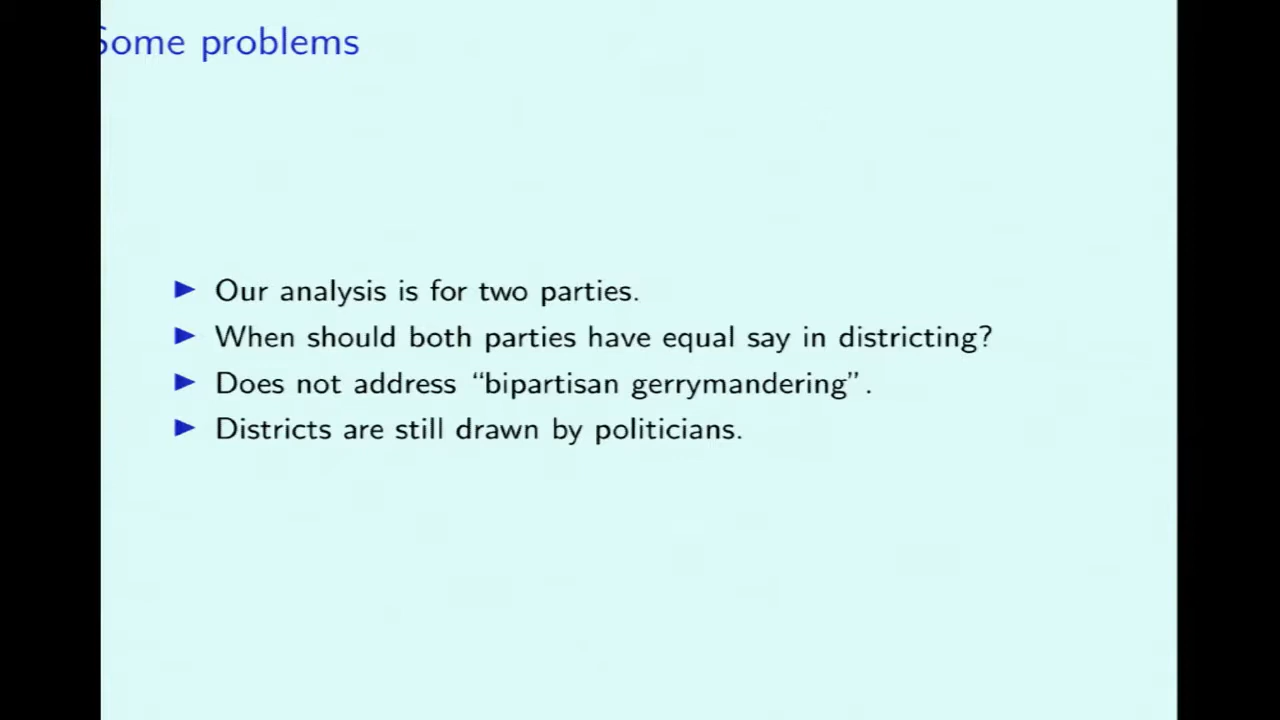 Some problems
Our analysis is for two parties.
When should both parties have equal say in districting?
Does not address “bipartisan gerrymandering”.
Districts are still drawn by politicians.